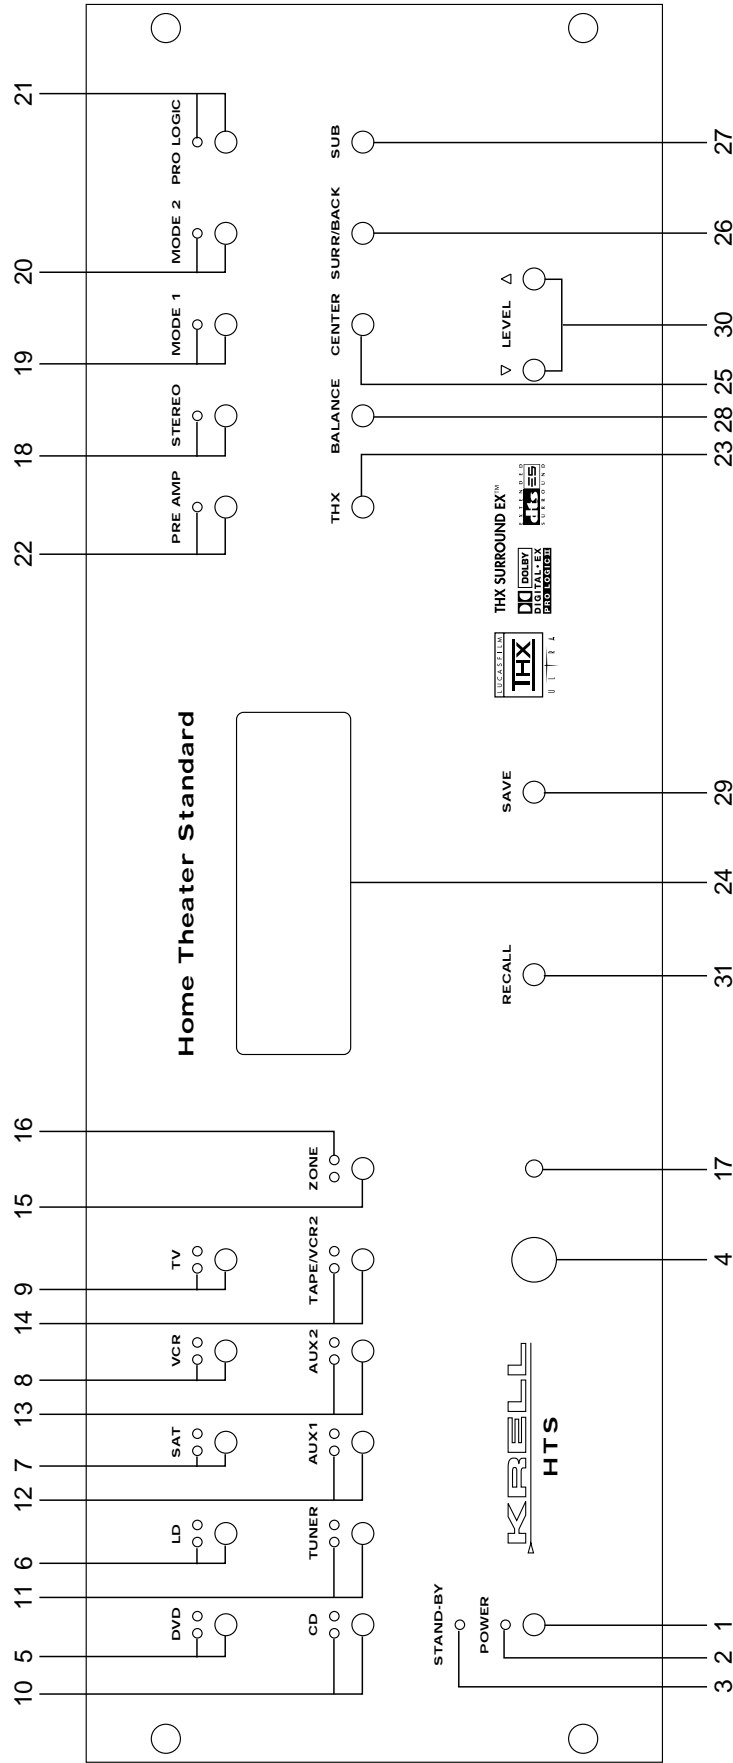 10 5 11 6 12 7 13 8 14 9 15 16 22 18 19 20 21
DVD LD SAT VCR TV
PRE AMP STEREO MODE 1 MODE 2 PRO LOGIC
Home Theater Standard
CD TUNER AUX1 AUX2 TAPE/VCR2 ZONE
THX BALANCE CENTER SURR/BACK SUB
STAND-BY
POWER
KRELL
HTS
RECALL SAVE
LUCASFILM
THX
ULTRA
THX SURROUND EX™
DOLBY
DIGITAL•EX
PRO LOGIC II
EXTENDED
dts ES
SURROUND
LEVEL
3 2 1 4 17 31 24 29 23 28 25 30 26 27